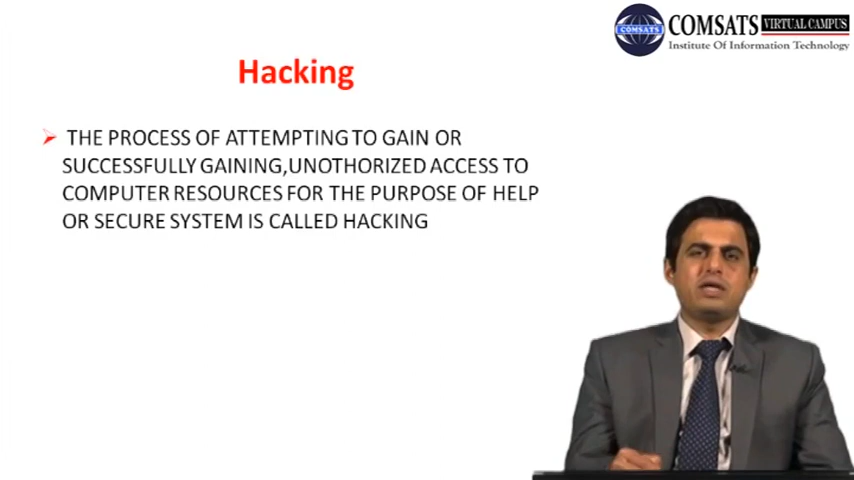 COMSATS VIRTUAL CAMPUS
COMSATS
Institute Of Information Technology
Hacking
THE PROCESS OF ATTEMPTING TO GAIN OR
SUCCESSFULLY GAINING,UNOTHORIZED ACCESS TO
COMPUTER RESOURCES FOR THE PURPOSE OF HELP
OR SECURE SYSTEM IS CALLED HACKING